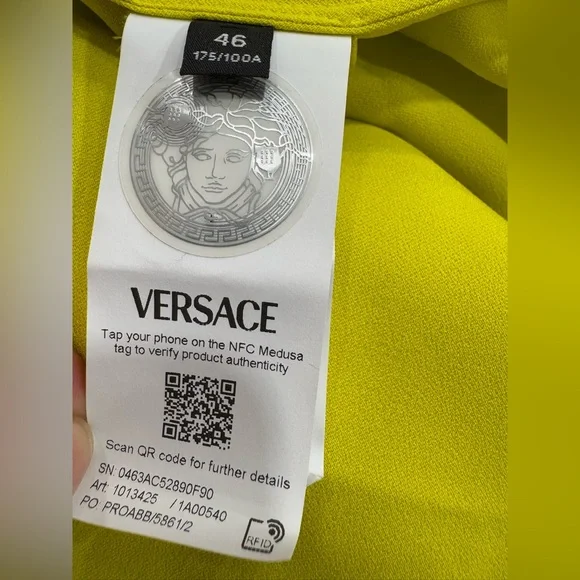 46
175/100A
VERSACE
Tap your phone on the NFC Medusa
tag to verify product authenticity
Scan QR code for further details
SN: 0463AC52890F90
Art: 1013425 /1A00540
PO PROABB/5861/2
RFID